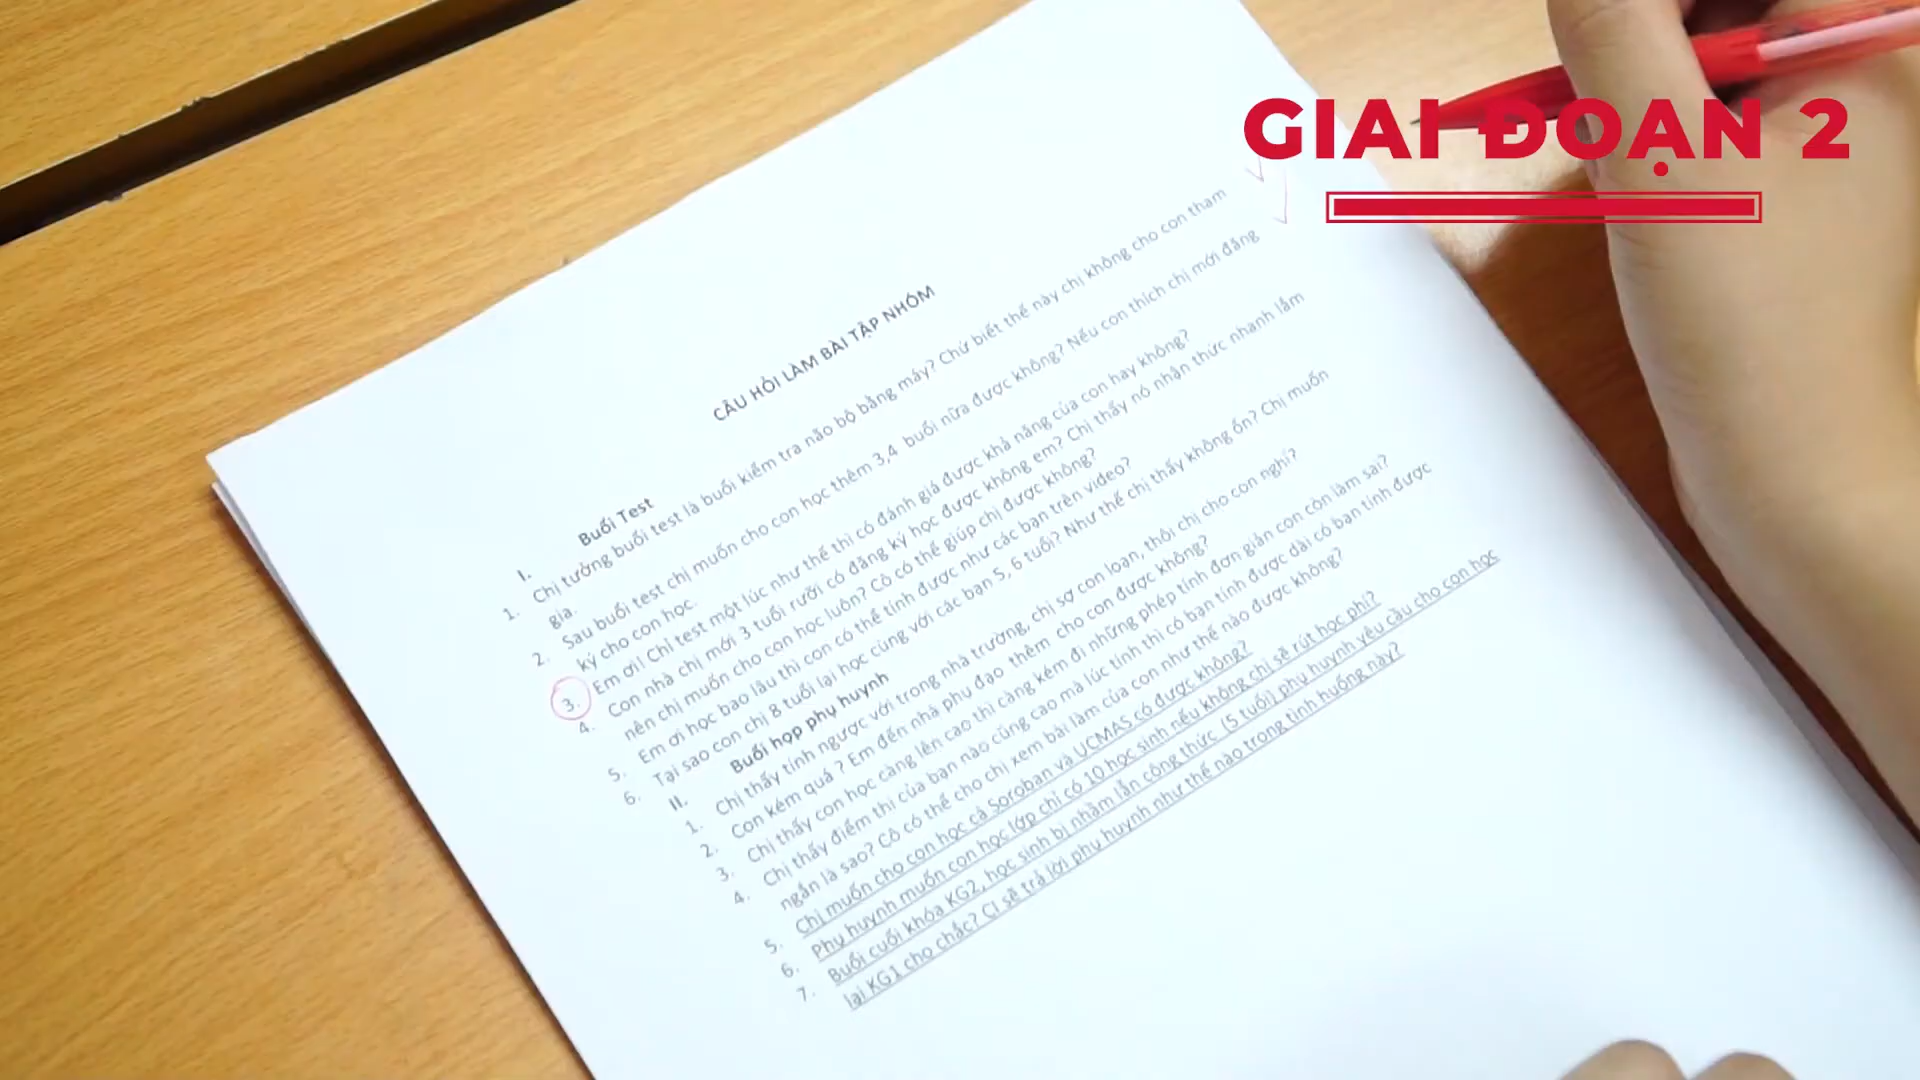 GIAI ĐOẠN 2
CÂU HỎI LÀM BÀI TẬP NHÓM
I. Buổi Test
1. Chị tưởng buổi test là buổi kiểm tra não bộ bằng máy? Chứ biết thế này chị không cho con tham
gia.
2. Sau buổi test chị muốn cho con học thêm 3,4 buổi nữa được không? Nếu con thích chị mới đăng
ký cho con học.
3. Em ơi! Chỉ test một lúc như thế thì có đánh giá được khả năng của con hay không?
4. Con nhà chị mới 3 tuổi rưỡi có đăng ký học được không em? Chị thấy nó nhận thức nhanh lắm
nên chị muốn cho con học luôn? Cô có thể giúp chị được không?
5. Em ơi học bao lâu thì con có thể tính được như các bạn trên video?
6. Tại sao con chị 8 tuổi lại học cùng với các bạn 5, 6 tuổi? Như thế chị thấy không ổn? Chị muốn
II. Buổi họp phụ huynh
1. Chị thấy tính ngược với trong nhà trường, chị sợ con loạn, thôi chị cho con nghỉ?
2. Con kém quá ? Em đến nhà phụ đạo thêm cho con được không?
3. Chị thấy con học càng lên cao thì càng kém đi những phép tính đơn giản con còn làm sai?
4. Chị thấy điểm thi của bạn nào cũng cao mà lúc tính thì có bạn tính được dài có bạn tính được
ngắn là sao? Cô có thể cho chị xem bài làm của con như thế nào được không?
5. Chị muốn cho con học cả Soroban và UCMAS có được không?
6. Phụ huynh muốn con học lớp chỉ có 10 học sinh nếu không chị sẽ rút học phí?
7. Buổi cuối khóa KG2, học sinh bị nhầm lẫn công thức (5 tuổi) phụ huynh yêu cầu cho con học
lại KG1 cho chắc? CI sẽ trả lời phụ huynh như thế nào trong tình huống này?